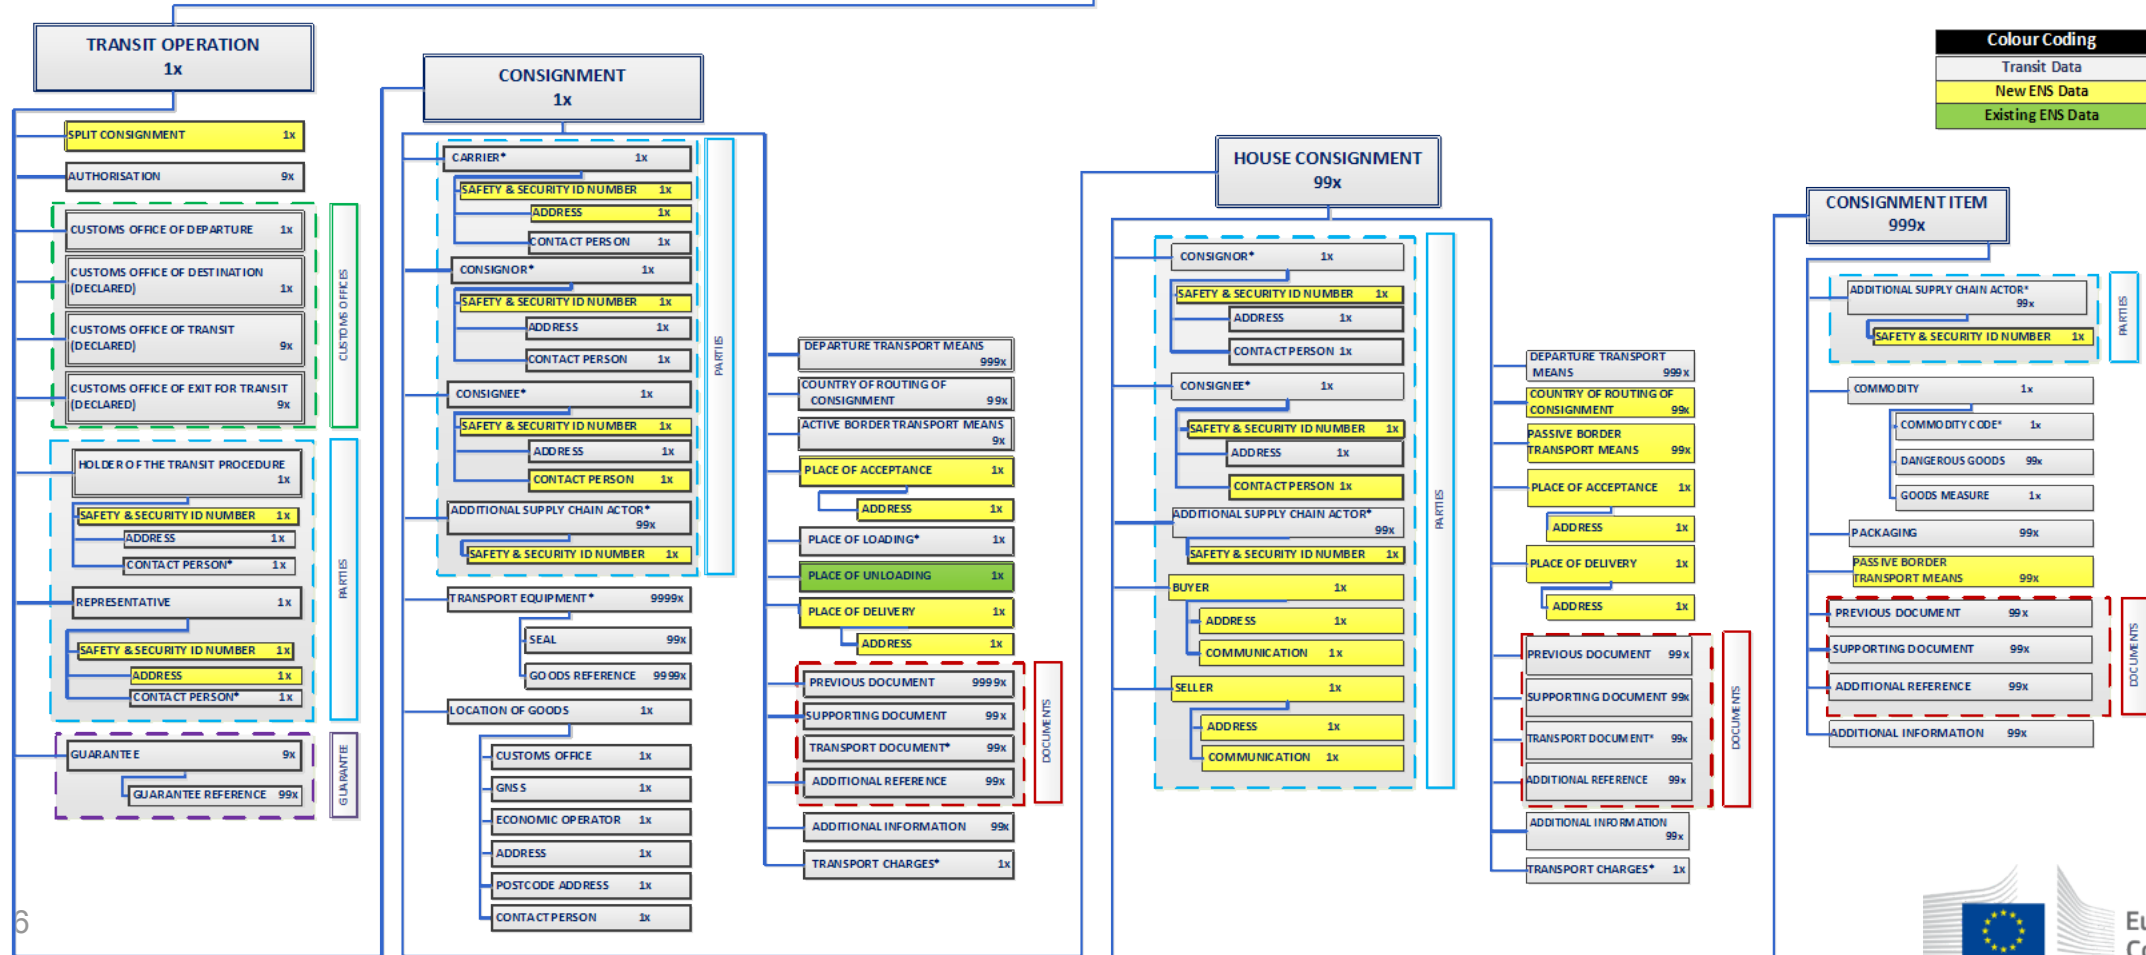 TRANSIT OPERATION
1x
SPLIT CONSIGNMENT 1x
AUTHORISATION 9x
CUSTOMS OFFICE OF DEPARTURE 1x
CUSTOMS OFFICE OF DESTINATION
(DECLARED) 1x
CUSTOMS OFFICE OF TRANSIT
(DECLARED) 9x
CUSTOMS OFFICE OF EXIT FOR TRANSIT
(DECLARED) 9x
CUSTOMS OFFICES
HOLDER OF THE TRANSIT PROCEDURE
1x
SAFETY & SECURITY ID NUMBER 1x
ADDRESS 1x
CONTACT PERSON* 1x
REPRESENTATIVE 1x
SAFETY & SECURITY ID NUMBER 1x
ADDRESS 1x
CONTACT PERSON* 1x
PARTIES
GUARANTEE 9x
GUARANTEE REFERENCE 99x
GUARANTEE
6
CONSIGNMENT
1x
CARRIER* 1x
SAFETY & SECURITY ID NUMBER 1x
ADDRESS 1x
CONTACT PERSON 1x
CONSIGNOR* 1x
SAFETY & SECURITY ID NUMBER 1x
ADDRESS 1x
CONTACT PERSON 1x
CONSIGNEE* 1x
SAFETY & SECURITY ID NUMBER 1x
ADDRESS 1x
CONTACT PERSON 1x
ADDITIONAL SUPPLY CHAIN ACTOR*
99x
SAFETY & SECURITY ID NUMBER 1x
PARTIES
TRANSPORT EQUIPMENT* 9999x
SEAL 99x
GOODS REFERENCE 9999x
LOCATION OF GOODS 1x
CUSTOMS OFFICE 1x
GNSS 1x
ECONOMIC OPERATOR 1x
ADDRESS 1x
POSTCODE ADDRESS 1x
CONTACT PERSON 1x
DEPARTURE TRANSPORT MEANS
999x
COUNTRY OF ROUTING OF
CONSIGNMENT 99x
ACTIVE BORDER TRANSPORT MEANS
9x
PLACE OF ACCEPTANCE 1x
ADDRESS 1x
PLACE OF LOADING* 1x
PLACE OF UNLOADING 1x
PLACE OF DELIVERY 1x
ADDRESS 1x
PREVIOUS DOCUMENT 9999x
SUPPORTING DOCUMENT 99x
TRANSPORT DOCUMENT* 99x
ADDITIONAL REFERENCE 99x
DOCUMENTS
ADDITIONAL INFORMATION 99x
TRANSPORT CHARGES* 1x
HOUSE CONSIGNMENT
99x
CONSIGNOR* 1x
SAFETY & SECURITY ID NUMBER 1x
ADDRESS 1x
CONTACT PERSON 1x
CONSIGNEE* 1x
SAFETY & SECURITY ID NUMBER 1x
ADDRESS 1x
CONTACT PERSON 1x
ADDITIONAL SUPPLY CHAIN ACTOR*
99x
SAFETY & SECURITY ID NUMBER 1x
BUYER 1x
ADDRESS 1x
COMMUNICATION 1x
SELLER 1x
ADDRESS 1x
COMMUNICATION 1x
PARTIES
DEPARTURE TRANSPORT
MEANS 999x
COUNTRY OF ROUTING OF
CONSIGNMENT 99x
PASSIVE BORDER
TRANSPORT MEANS 99x
PLACE OF ACCEPTANCE 1x
ADDRESS 1x
PLACE OF DELIVERY 1x
ADDRESS 1x
PREVIOUS DOCUMENT 99x
SUPPORTING DOCUMENT 99x
TRANSPORT DOCUMENT* 99x
ADDITIONAL REFERENCE 99x
DOCUMENTS
ADDITIONAL INFORMATION
99x
TRANSPORT CHARGES* 1x
Colour Coding
Transit Data
New ENS Data
Existing ENS Data
CONSIGNMENT ITEM
999x
ADDITIONAL SUPPLY CHAIN ACTOR*
99x
SAFETY & SECURITY ID NUMBER 1x
PARTIES
COMMODITY 1x
COMMODITY CODE* 1x
DANGEROUS GOODS 99x
GOODS MEASURE 1x
PACKAGING 99x
PASSIVE BORDER
TRANSPORT MEANS 99x
PREVIOUS DOCUMENT 99x
SUPPORTING DOCUMENT 99x
ADDITIONAL REFERENCE 99x
DOCUMENTS
ADDITIONAL INFORMATION 99x